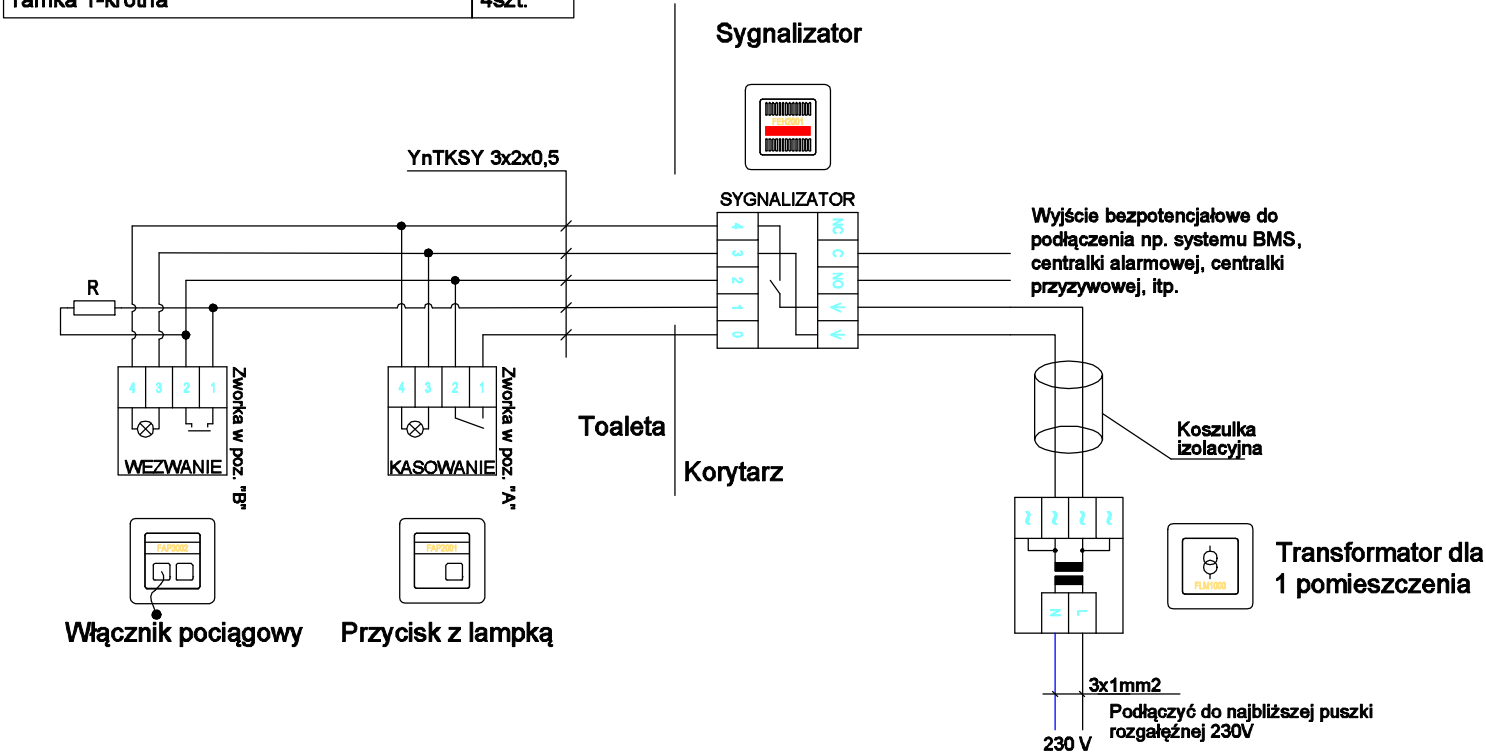 ramka 1-krotna 4szt.
Sygnalizator
FEH2001
YnTKSY 3x2x0,5
SYGNALIZATOR
4 NC
3 C
2 NO
1 V
0 V
Wyjście bezpotencjałowe do
podłączenia np. systemu BMS,
centralki alarmowej, centralki
przyzywowej, itp.
R
4 3 2 1
WEZWANIE
Zworka w poz. "B"
4 3 2 1
KASOWANIE
Zworka w poz. "A"
Toaleta
Korytarz
Koszulka
izolacyjna
~ ~ ~ ~
N L
FAP3002
Włącznik pociągowy
FAP2001
Przycisk z lampką
FLM1000
Transformator dla
1 pomieszczenia
3x1mm2
Podłączyć do najbliższej puszki
rozgałęźnej 230V
230 V